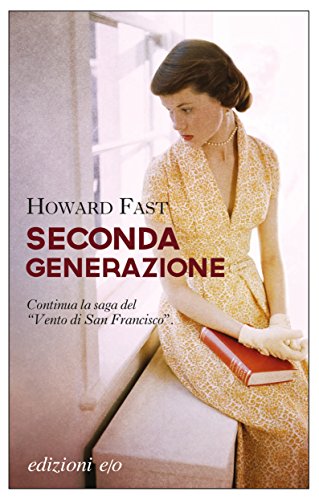 Howard Fast
SECONDA
GENERAZIONE
Continua la saga del
“Vento di San Francisco”.
edizioni e/o